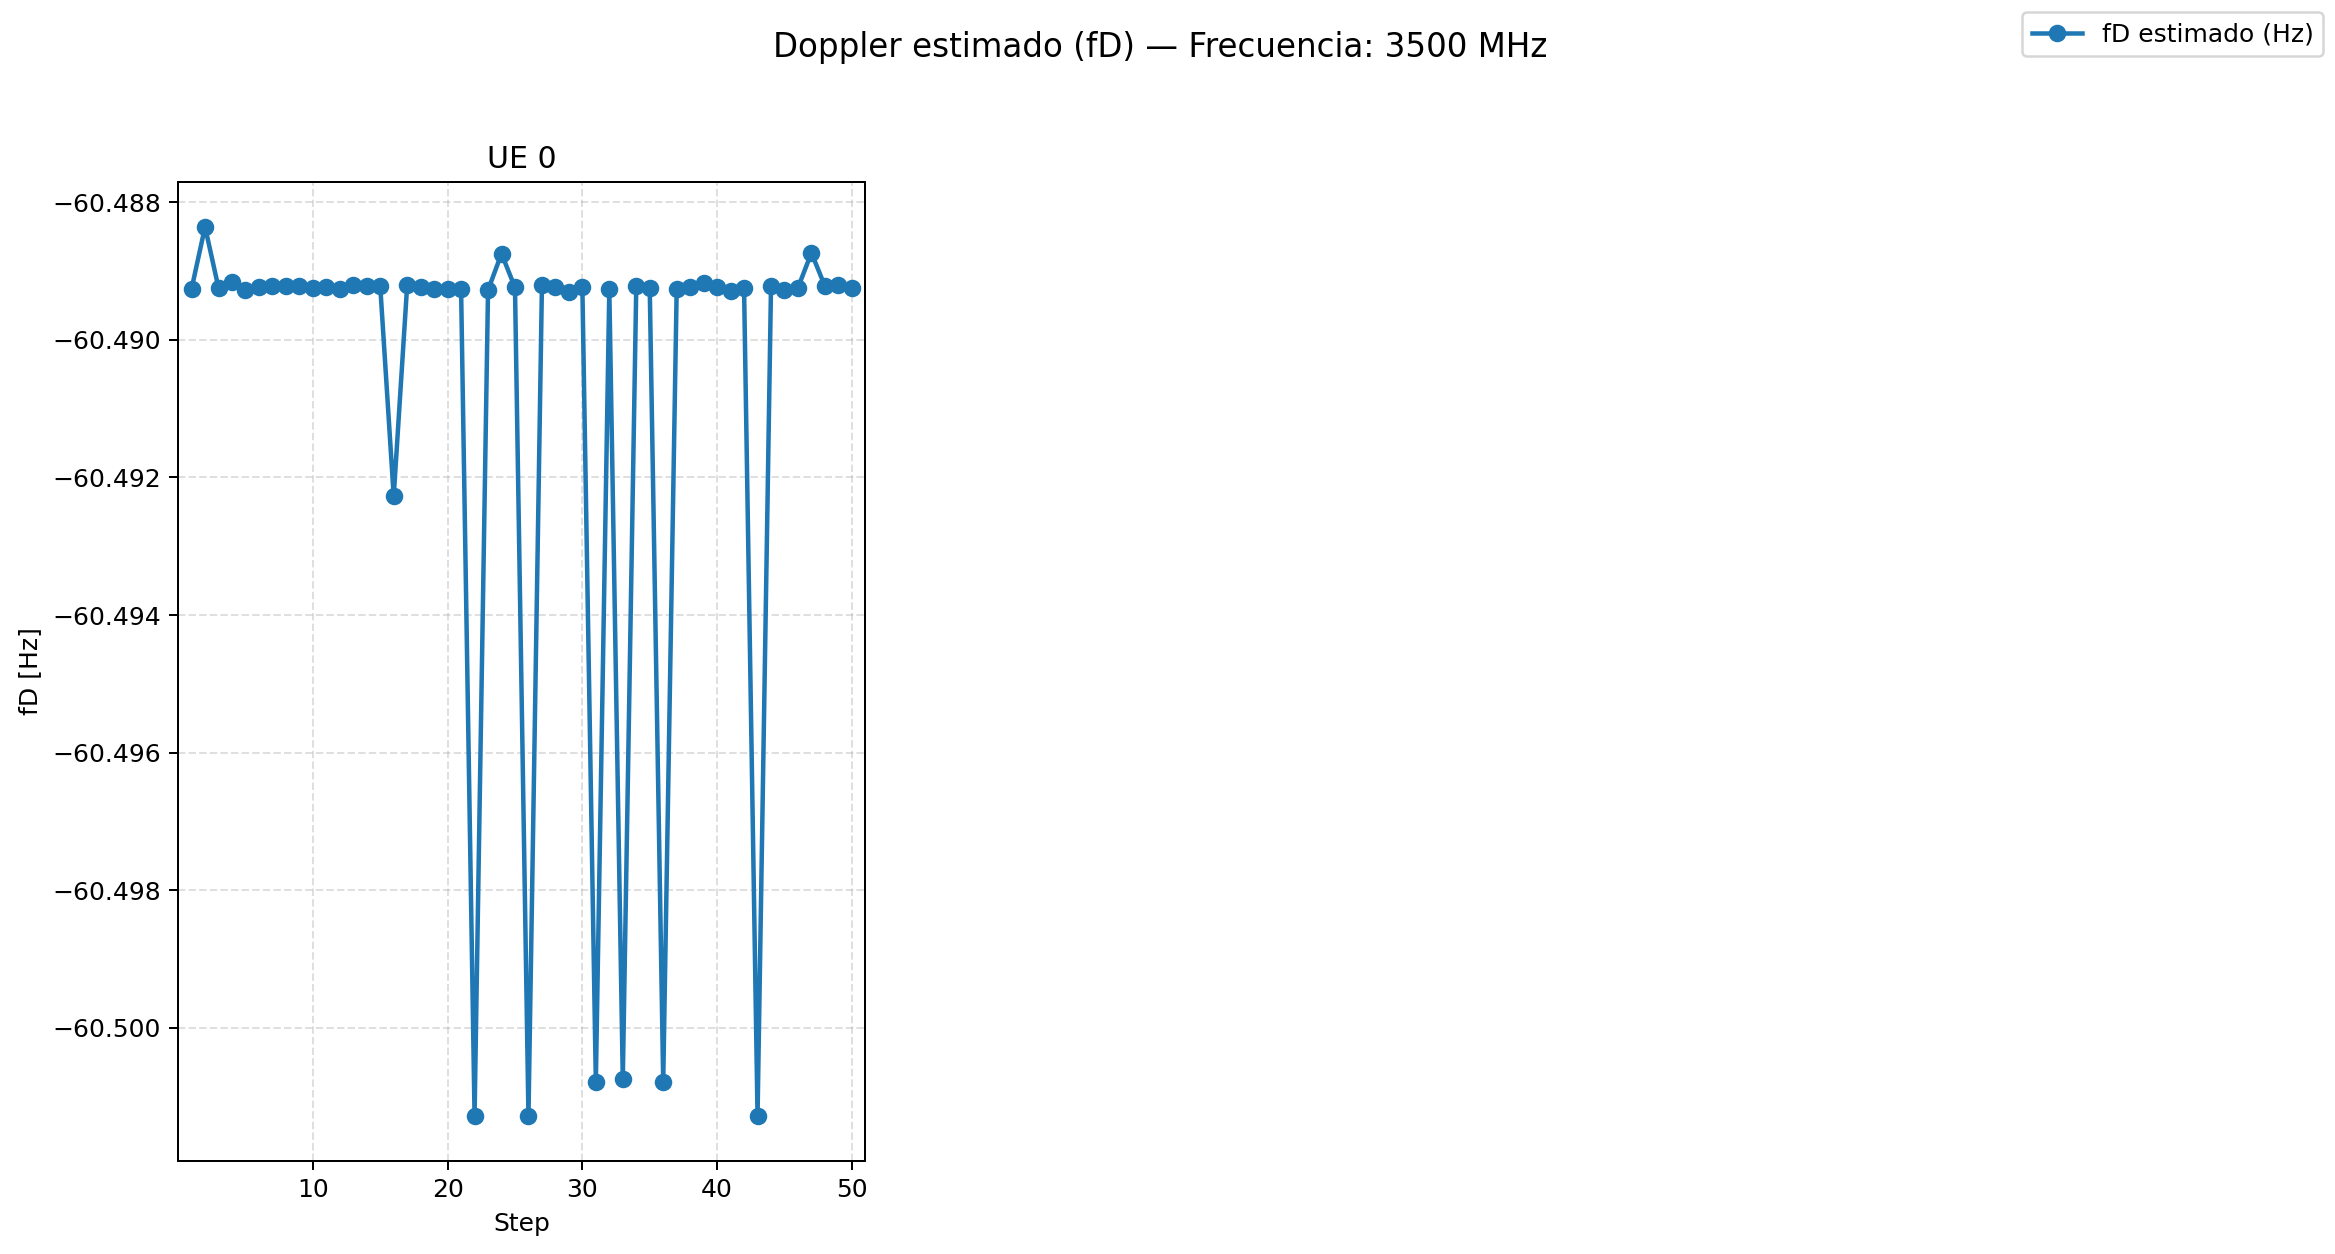 Doppler estimado (fD) — Frecuencia: 3500 MHz
fD estimado (Hz)
UE 0
−60.488
−60.490
−60.492
−60.494
−60.496
−60.498
−60.500
fD [Hz]
10 20 30 40 50
Step